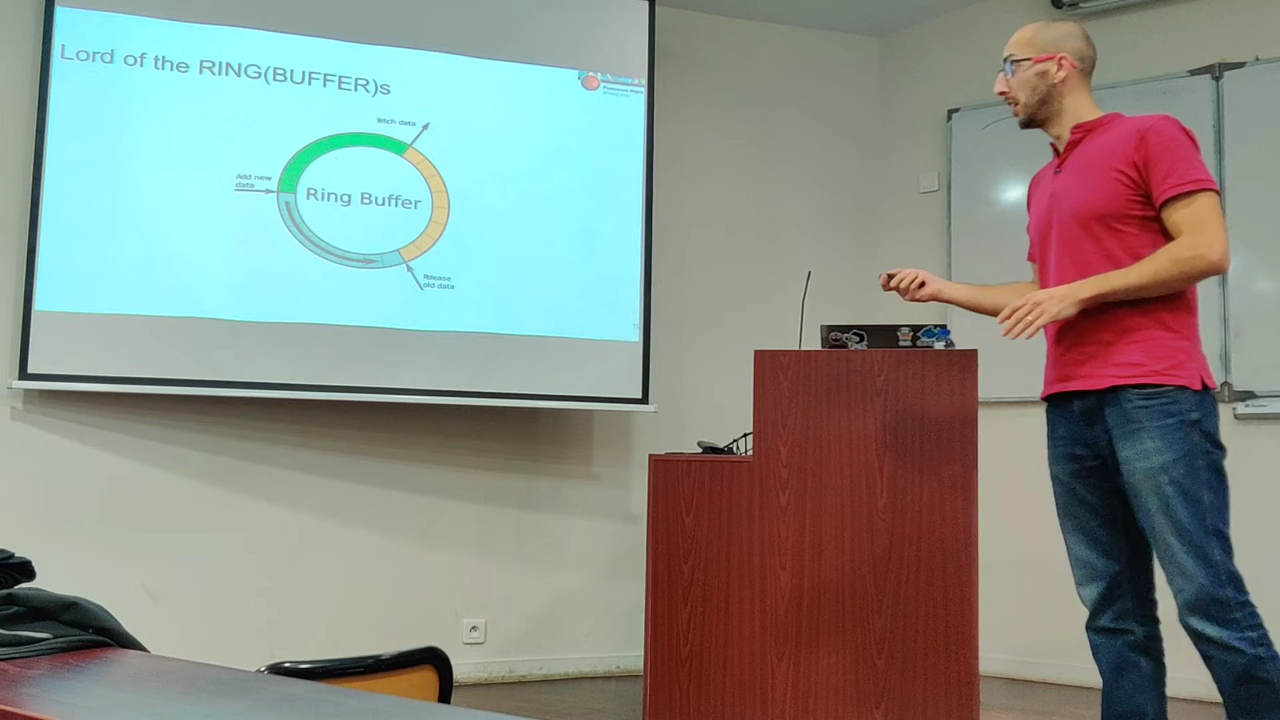 Lord of the RING(BUFFER)s
Fetch data
Add new
data
Ring Buffer
Release
old data